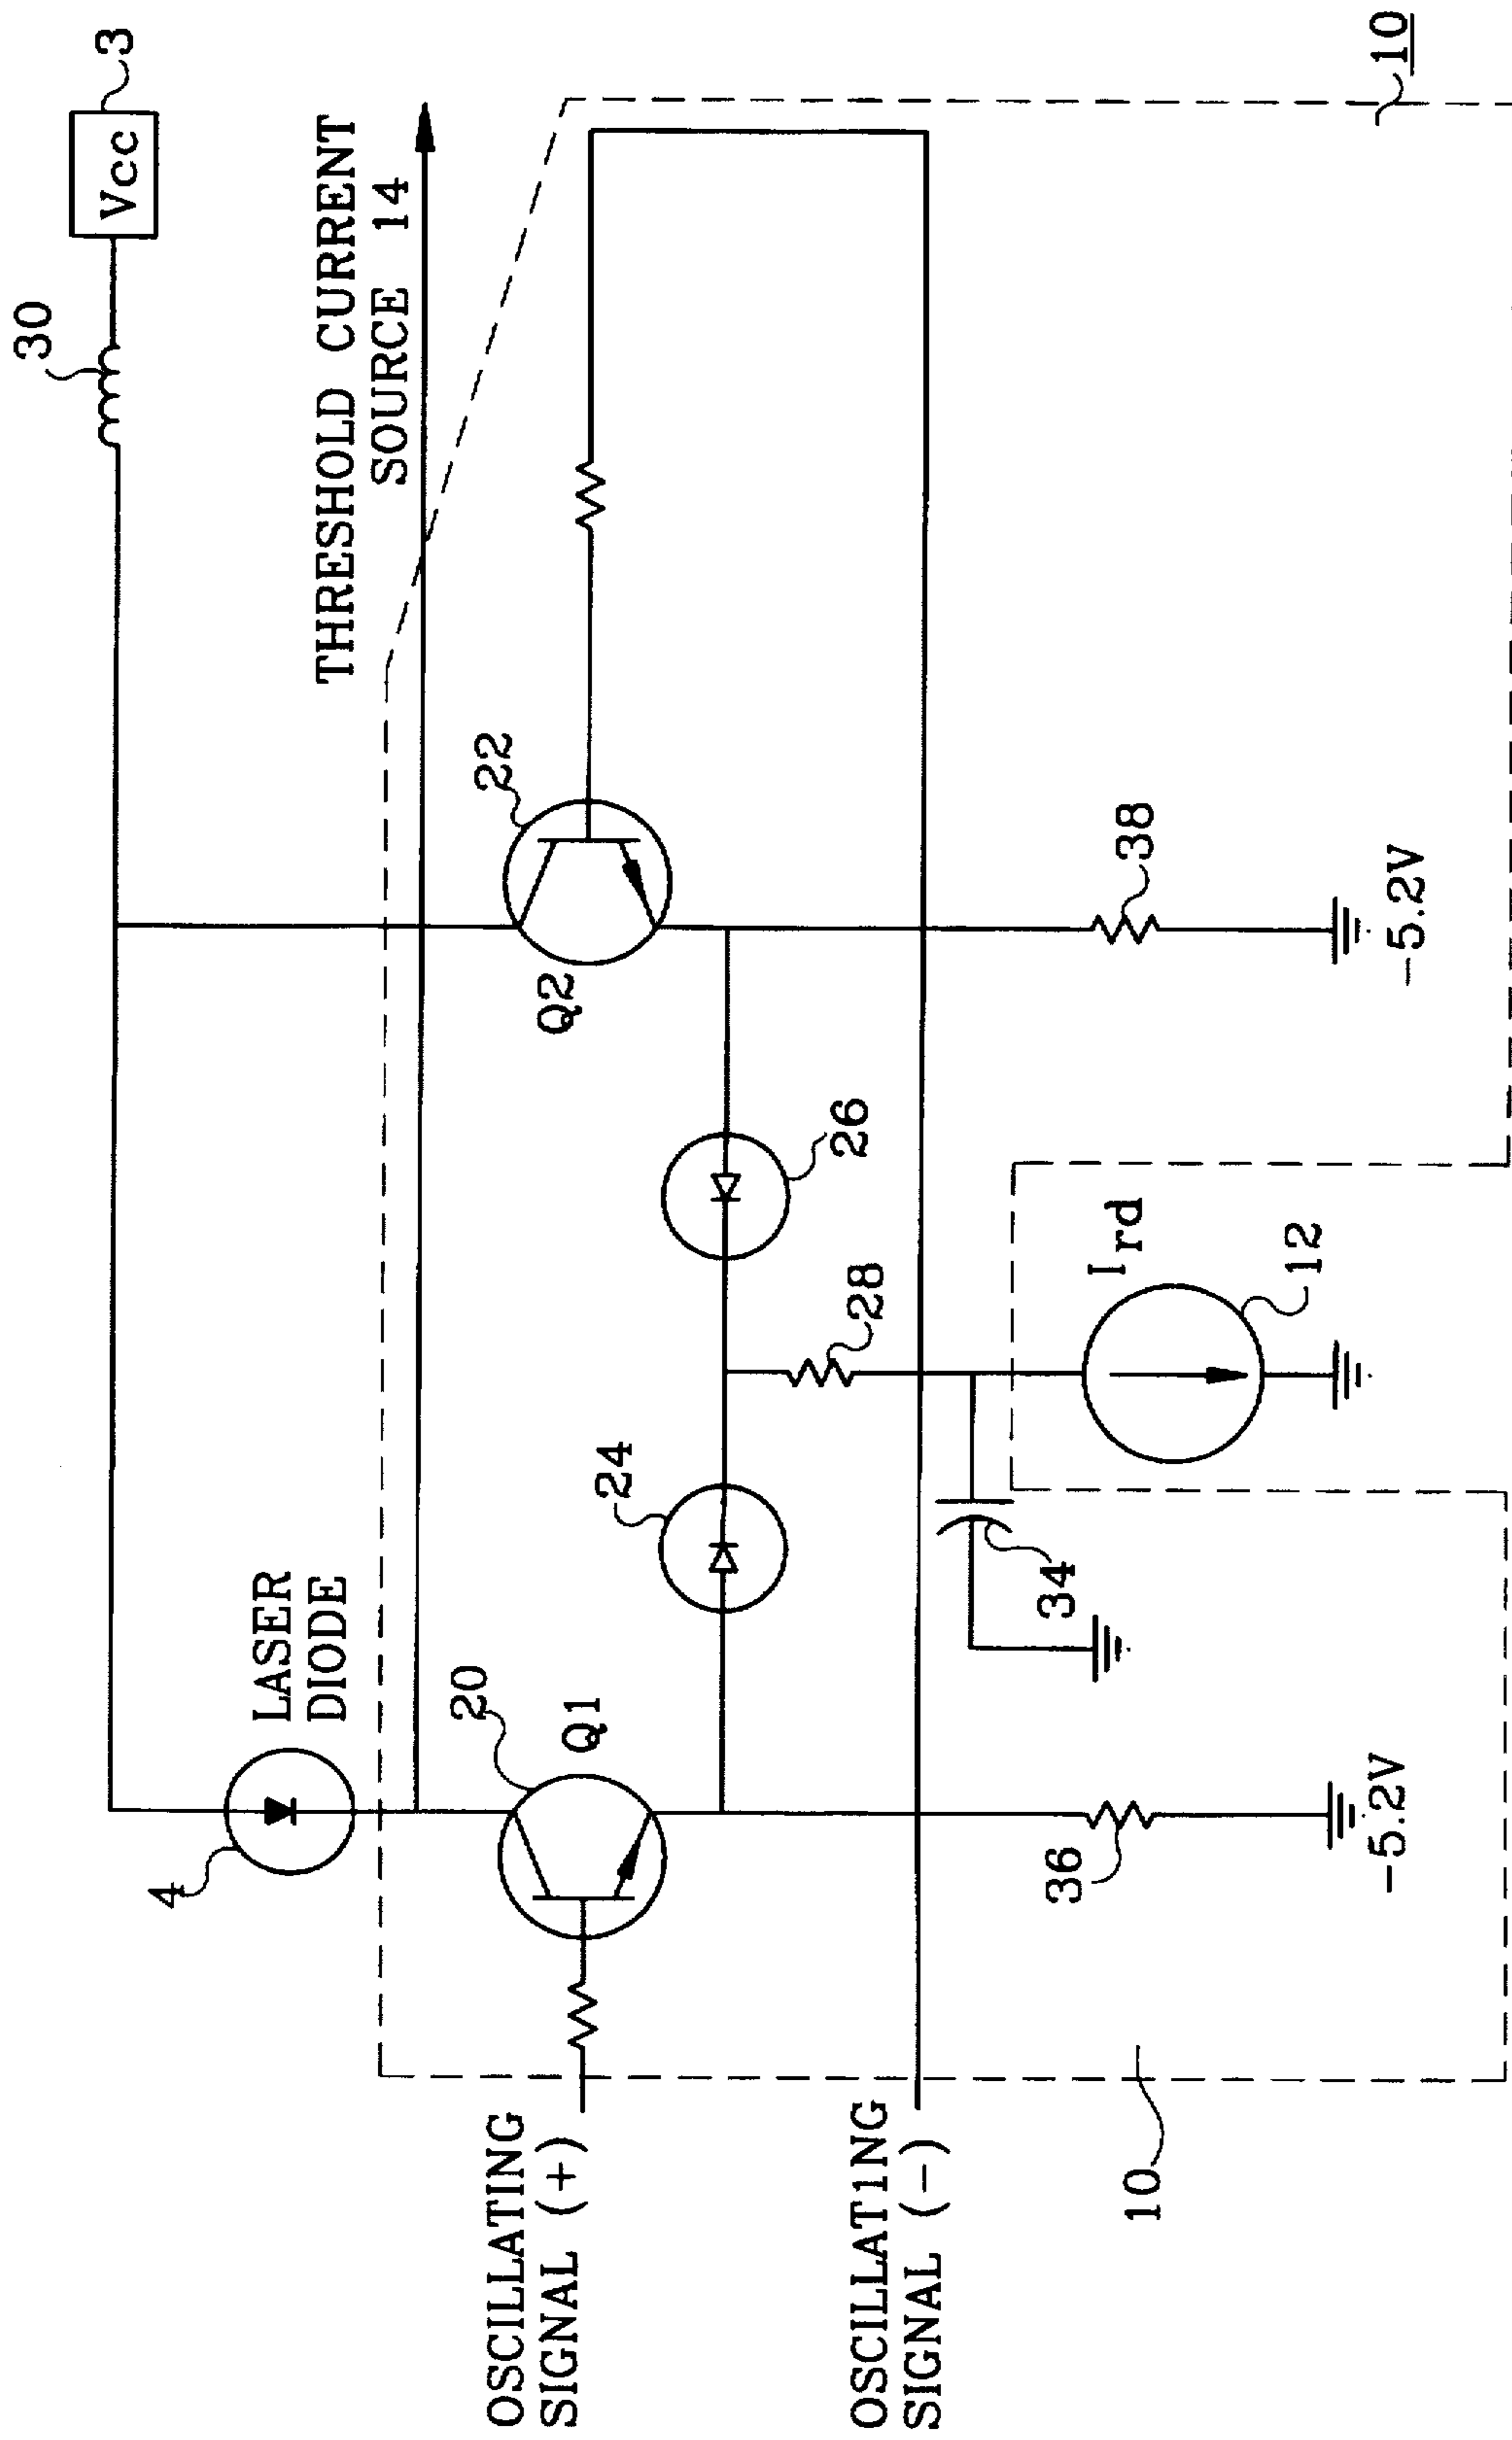 3
Vcc
30
THRESHOLD CURRENT
SOURCE 14
10
LASER
DIODE
4
22
Q2
20
Q1
26
24
28
OSCILLATING
SIGNAL (+)
OSCILLAT1NG
SIGNAL (-)
Ird
12
34
38
36
-5.2V
-5.2V
10